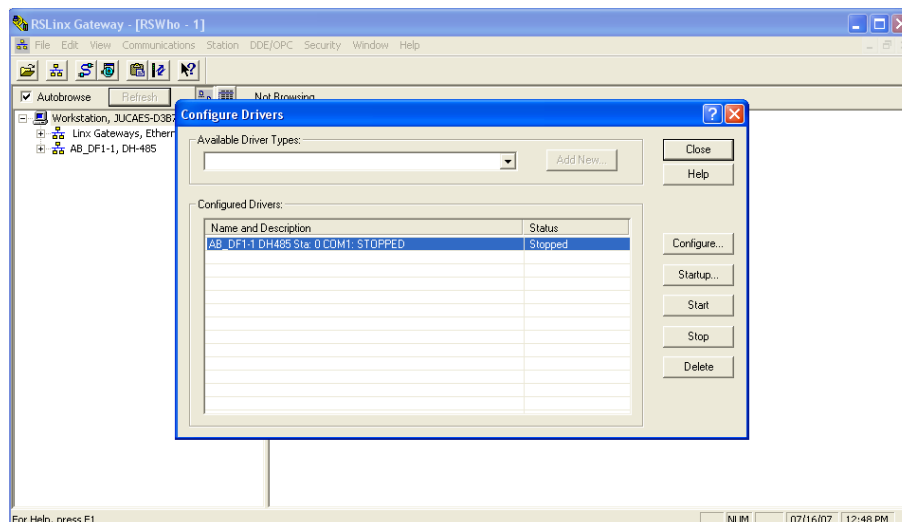 RSLinx Gateway - [RSWho - 1]
File Edit View Communications Station DDE/OPC Security Window Help
Autobrowse Refresh Not Browsing
Workstation, JUCAES-D3B7
Linx Gateways, Ethern
AB_DF1-1, DH-485
Configure Drivers
Available Driver Types:
Add New...
Close
Help
Configured Drivers:
Name and Description Status
AB_DF1-1 DH485 Sta: 0 COM1: STOPPED Stopped
Configure...
Startup...
Start
Stop
Delete
For Help, press F1 NUM 07/16/07 12:48 PM